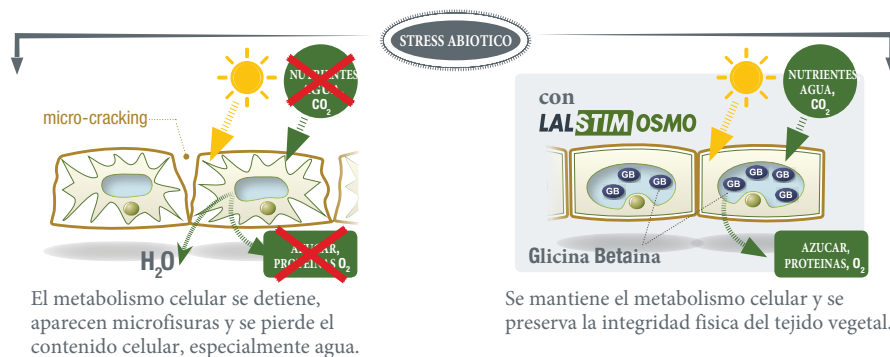 STRESS ABIOTICO
NUTRIENTES
AGUA,
CO2
micro-cracking
H2O
AZUCAR,
PROTEINAS O2
El metabolismo celular se detiene,
aparecen microfisuras y se pierde el
contenido celular, especialmente agua.
con
LALSTIM OSMO
NUTRIENTES
AGUA,
CO2
GB
GB
GB
GB
GB
GB
GB
Glicina Betaina
AZUCAR,
PROTEINAS, O2
Se mantiene el metabolismo celular y se
preserva la integridad fisica del tejido vegetal.